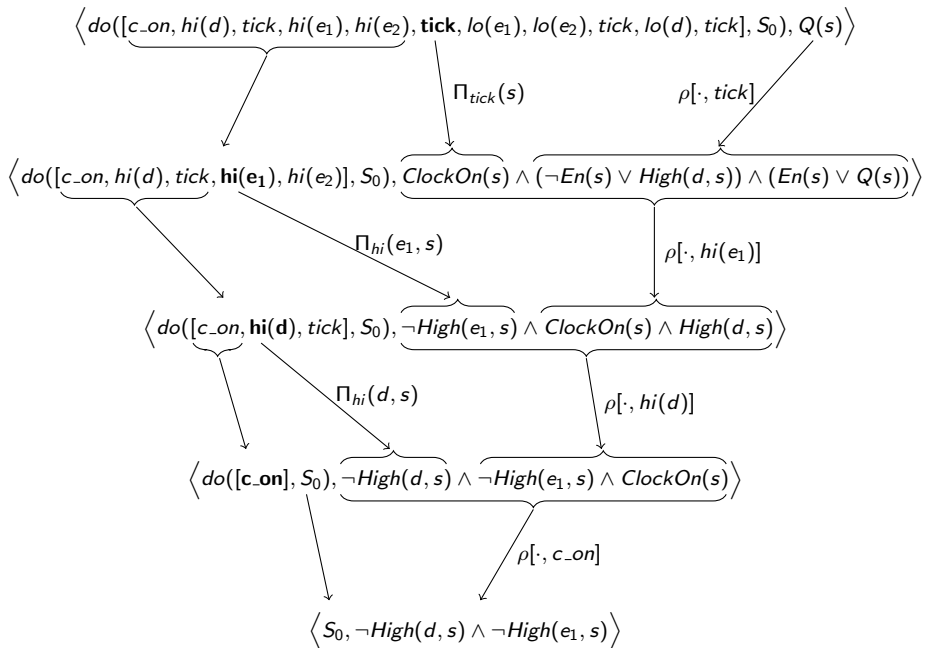 ⟨do([c_on, hi(d), tick, hi(e₁), hi(e₂), tick, lo(e₁), lo(e₂), tick, lo(d), tick], S₀), Q(s)⟩
Π_tick(s) ρ[·, tick]
⟨do([c_on, hi(d), tick, hi(e₁), hi(e₂)], S₀), ClockOn(s) ∧ (¬En(s) ∨ High(d, s)) ∧ (En(s) ∨ Q(s))⟩
Π_hi(e₁, s) ρ[·, hi(e₁)]
⟨do([c_on, hi(d), tick], S₀), ¬High(e₁, s) ∧ ClockOn(s) ∧ High(d, s)⟩
Π_hi(d, s) ρ[·, hi(d)]
⟨do([c_on], S₀), ¬High(d, s) ∧ ¬High(e₁, s) ∧ ClockOn(s)⟩
ρ[·, c_on]
⟨S₀, ¬High(d, s) ∧ ¬High(e₁, s)⟩